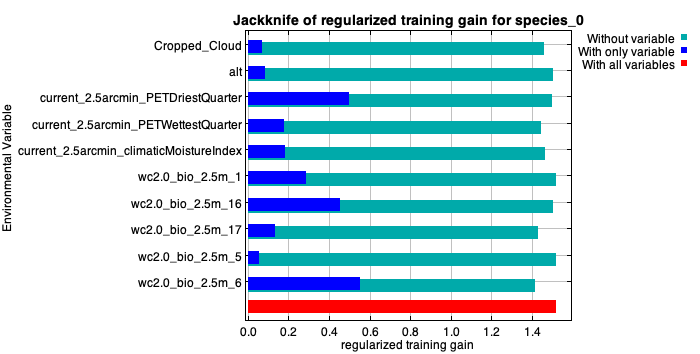 Jackknife of regularized training gain for species_0
Without variable
With only variable
With all variables
Environmental Variable
Cropped_Cloud
alt
current_2.5arcmin_PETDriestQuarter
current_2.5arcmin_PETWettestQuarter
current_2.5arcmin_climaticMoistureIndex
wc2.0_bio_2.5m_1
wc2.0_bio_2.5m_16
wc2.0_bio_2.5m_17
wc2.0_bio_2.5m_5
wc2.0_bio_2.5m_6
0.0 0.2 0.4 0.6 0.8 1.0 1.2 1.4
regularized training gain